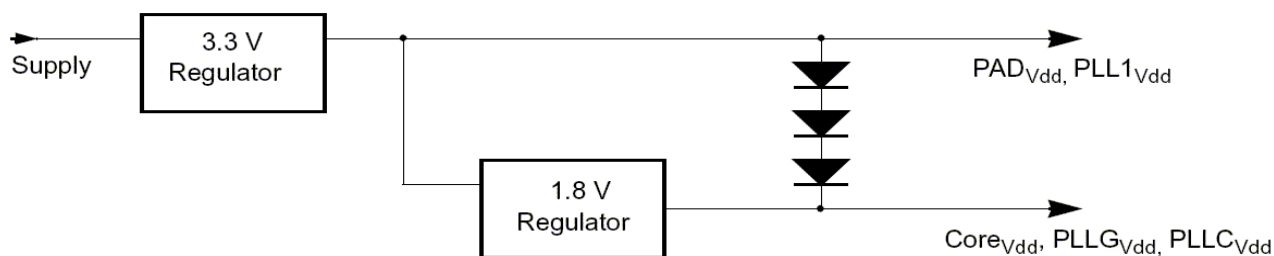 3.3 V
Regulator
Supply
PADVdd, PLL1Vdd
1.8 V
Regulator
CoreVdd, PLLGVdd, PLLCVdd